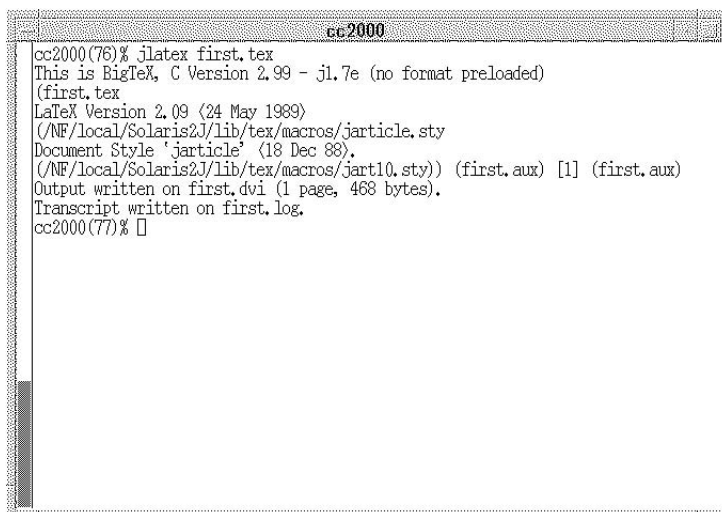 cc2000
cc2000(76)% jlatex first.tex
This is BigTeX, C Version 2.99 - j1.7e (no format preloaded)
(first.tex
LaTeX Version 2.09 <24 May 1989>
(/NF/local/Solaris2J/lib/tex/macros/jarticle.sty
Document Style `jarticle' <18 Dec 88>.
(/NF/local/Solaris2J/lib/tex/macros/jart10.sty)) (first.aux) [1] (first.aux)
Output written on first.dvi (1 page, 468 bytes).
Transcript written on first.log.
cc2000(77)%